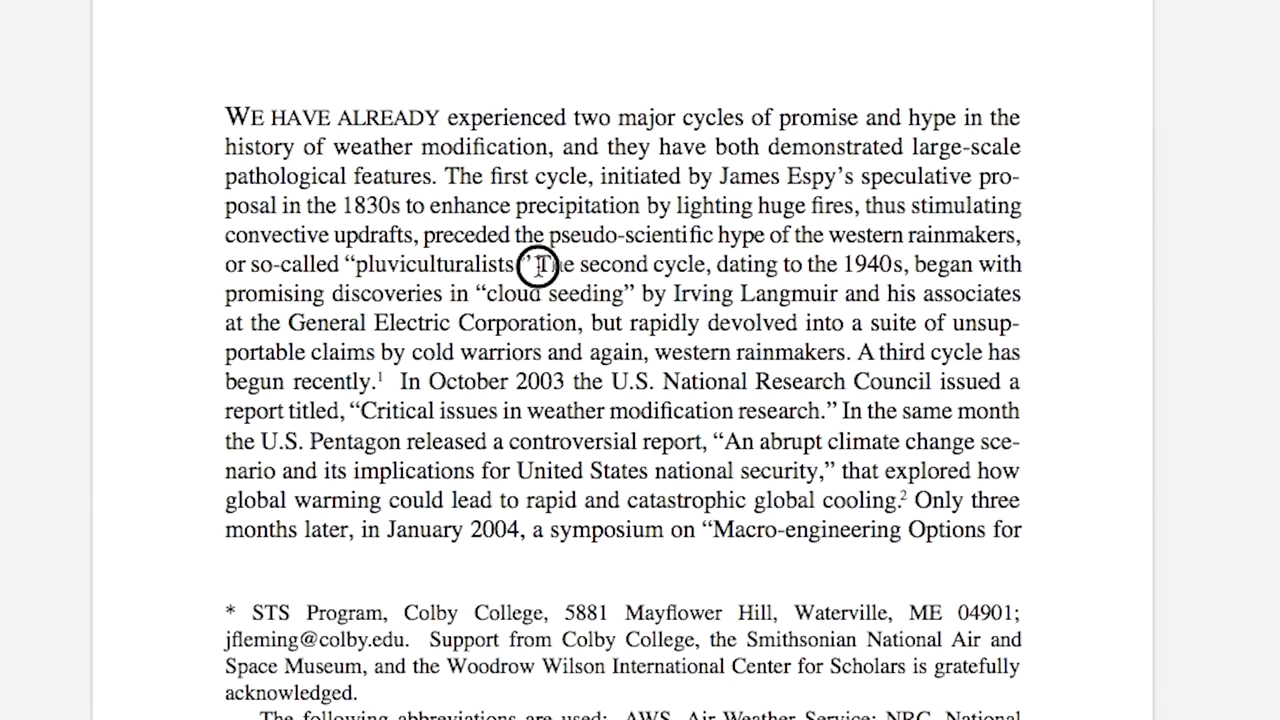 WE HAVE ALREADY experienced two major cycles of promise and hype in the
history of weather modification, and they have both demonstrated large-scale
pathological features. The first cycle, initiated by James Espy’s speculative pro-
posal in the 1830s to enhance precipitation by lighting huge fires, thus stimulating
convective updrafts, preceded the pseudo-scientific hype of the western rainmakers,
or so-called “pluviculturalists.” The second cycle, dating to the 1940s, began with
promising discoveries in “cloud seeding” by Irving Langmuir and his associates
at the General Electric Corporation, but rapidly devolved into a suite of unsup-
portable claims by cold warriors and again, western rainmakers. A third cycle has
begun recently.¹ In October 2003 the U.S. National Research Council issued a
report titled, “Critical issues in weather modification research.” In the same month
the U.S. Pentagon released a controversial report, “An abrupt climate change sce-
nario and its implications for United States national security,” that explored how
global warming could lead to rapid and catastrophic global cooling.² Only three
months later, in January 2004, a symposium on “Macro-engineering Options for
* STS Program, Colby College, 5881 Mayflower Hill, Waterville, ME 04901;
jfleming@colby.edu. Support from Colby College, the Smithsonian National Air and
Space Museum, and the Woodrow Wilson International Center for Scholars is gratefully
acknowledged.
The following abbreviations are used: AWS, Air Weather Service; NRC, National